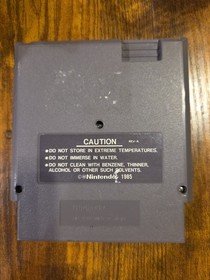 CAUTION REV-A
●DO NOT STORE IN EXTREME TEMPERATURES.
●DO NOT IMMERSE IN WATER.
●DO NOT CLEAN WITH BENZENE, THINNER,
ALCOHOL OR OTHER SUCH SOLVENTS.
©Nintendo 1985